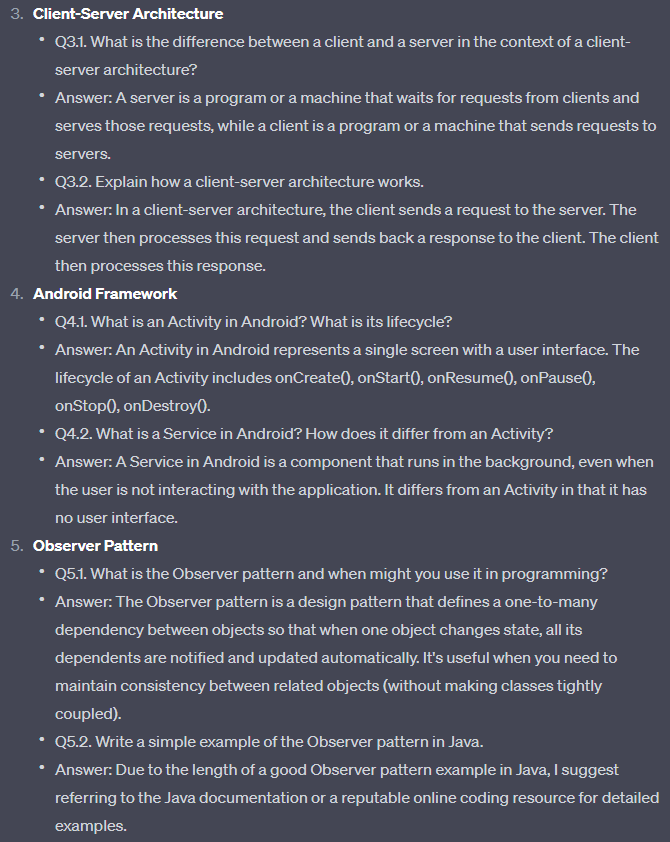 3. Client-Server Architecture
• Q3.1. What is the difference between a client and a server in the context of a client-
server architecture?
• Answer: A server is a program or a machine that waits for requests from clients and
serves those requests, while a client is a program or a machine that sends requests to
servers.
• Q3.2. Explain how a client-server architecture works.
• Answer: In a client-server architecture, the client sends a request to the server. The
server then processes this request and sends back a response to the client. The client
then processes this response.
4. Android Framework
• Q4.1. What is an Activity in Android? What is its lifecycle?
• Answer: An Activity in Android represents a single screen with a user interface. The
lifecycle of an Activity includes onCreate(), onStart(), onResume(), onPause(),
onStop(), onDestroy().
• Q4.2. What is a Service in Android? How does it differ from an Activity?
• Answer: A Service in Android is a component that runs in the background, even when
the user is not interacting with the application. It differs from an Activity in that it has
no user interface.
5. Observer Pattern
• Q5.1. What is the Observer pattern and when might you use it in programming?
• Answer: The Observer pattern is a design pattern that defines a one-to-many
dependency between objects so that when one object changes state, all its
dependents are notified and updated automatically. It's useful when you need to
maintain consistency between related objects (without making classes tightly
coupled).
• Q5.2. Write a simple example of the Observer pattern in Java.
• Answer: Due to the length of a good Observer pattern example in Java, I suggest
referring to the Java documentation or a reputable online coding resource for detailed
examples.